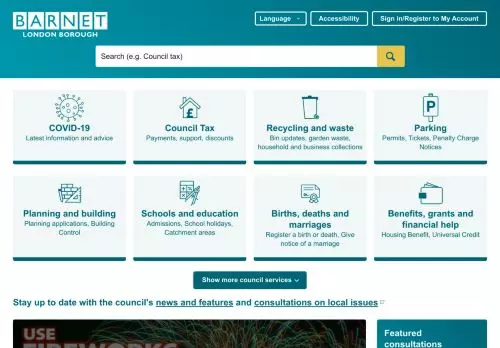 BARNET
LONDON BOROUGH
Language
Accessibility
Sign in/Register to My Account
Search (e.g. Council tax)
COVID-19
Latest information and advice
Council Tax
Payments, support, discounts
Recycling and waste
Bin updates, garden waste,
household and business collections
Parking
Permits, Tickets, Penalty Charge
Notices
Planning and building
Planning applications, Building
Control
Schools and education
Admissions, School holidays,
Catchment areas
Births, deaths and
marriages
Register a birth or death, Give
notice of a marriage
Benefits, grants and
financial help
Housing Benefit, Universal Credit
Show more council services
Stay up to date with the council's news and features and consultations on local issues
USE
FIREWORKS
Featured
consultations